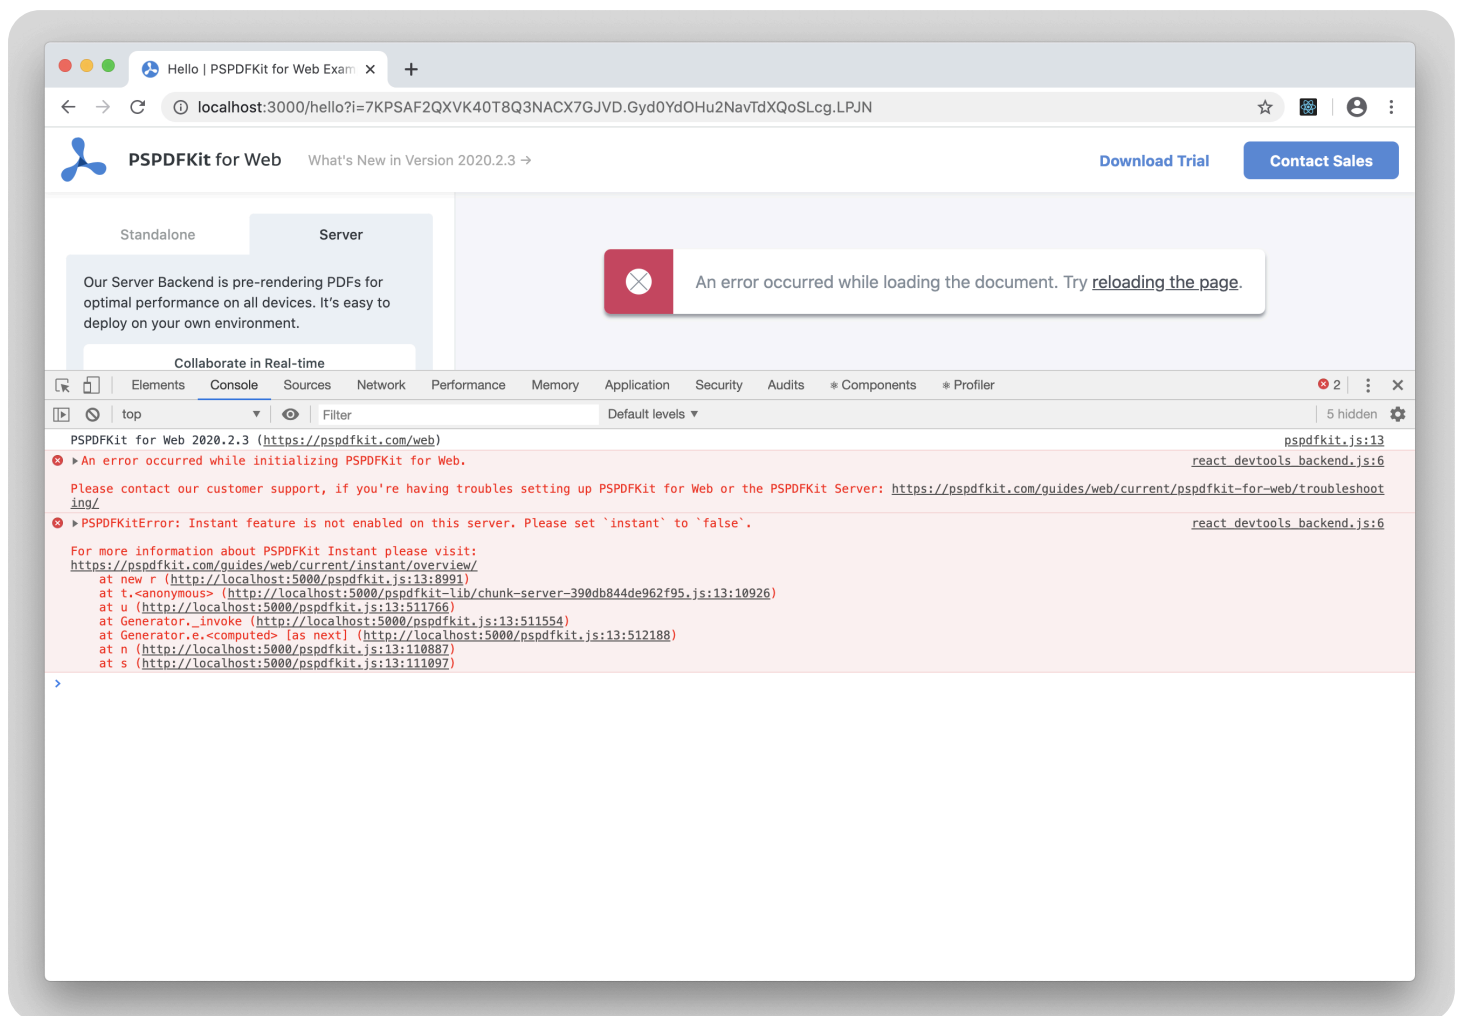 Hello | PSPDFKit for Web Exam
localhost:3000/hello?i=7KPSAF2QXVK40T8Q3NACX7GJVD.Gyd0YdOHu2NavTdXQoSLcg.LPJN
PSPDFKit for Web What's New in Version 2020.2.3 → Download Trial Contact Sales
Standalone Server
Our Server Backend is pre-rendering PDFs for
optimal performance on all devices. It's easy to
deploy on your own environment.
Collaborate in Real-time
An error occurred while loading the document. Try reloading the page.
Elements Console Sources Network Performance Memory Application Security Audits Components Profiler 2
top Filter Default levels ▼ 5 hidden
PSPDFKit for Web 2020.2.3 (https://pspdfkit.com/web) pspdfkit.js:13
An error occurred while initializing PSPDFKit for Web. react_devtools_backend.js:6
Please contact our customer support, if you're having troubles setting up PSPDFKit for Web or the PSPDFKit Server: https://pspdfkit.com/guides/web/current/pspdfkit-for-web/troubleshoot
ing/
PSPDFKitError: Instant feature is not enabled on this server. Please set `instant` to `false`. react_devtools_backend.js:6
For more information about PSPDFKit Instant please visit:
https://pspdfkit.com/guides/web/current/instant/overview/
at new r (http://localhost:5000/pspdfkit.js:13:8991)
at t.<anonymous> (http://localhost:5000/pspdfkit-lib/chunk-server-390db844de962f95.js:13:10926)
at u (http://localhost:5000/pspdfkit.js:13:511766)
at Generator._invoke (http://localhost:5000/pspdfkit.js:13:511554)
at Generator.e.<computed> [as next] (http://localhost:5000/pspdfkit.js:13:512188)
at n (http://localhost:5000/pspdfkit.js:13:110887)
at s (http://localhost:5000/pspdfkit.js:13:111097)